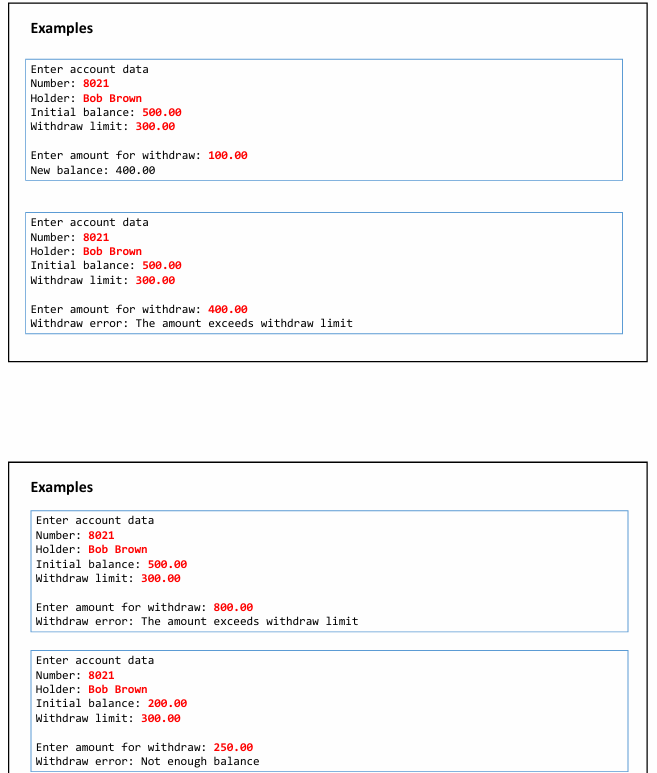 Examples
Enter account data
Number: 8021
Holder: Bob Brown
Initial balance: 500.00
Withdraw limit: 300.00
Enter amount for withdraw: 100.00
New balance: 400.00
Enter account data
Number: 8021
Holder: Bob Brown
Initial balance: 500.00
Withdraw limit: 300.00
Enter amount for withdraw: 400.00
Withdraw error: The amount exceeds withdraw limit
Examples
Enter account data
Number: 8021
Holder: Bob Brown
Initial balance: 500.00
Withdraw limit: 300.00
Enter amount for withdraw: 800.00
Withdraw error: The amount exceeds withdraw limit
Enter account data
Number: 8021
Holder: Bob Brown
Initial balance: 200.00
Withdraw limit: 300.00
Enter amount for withdraw: 250.00
Withdraw error: Not enough balance